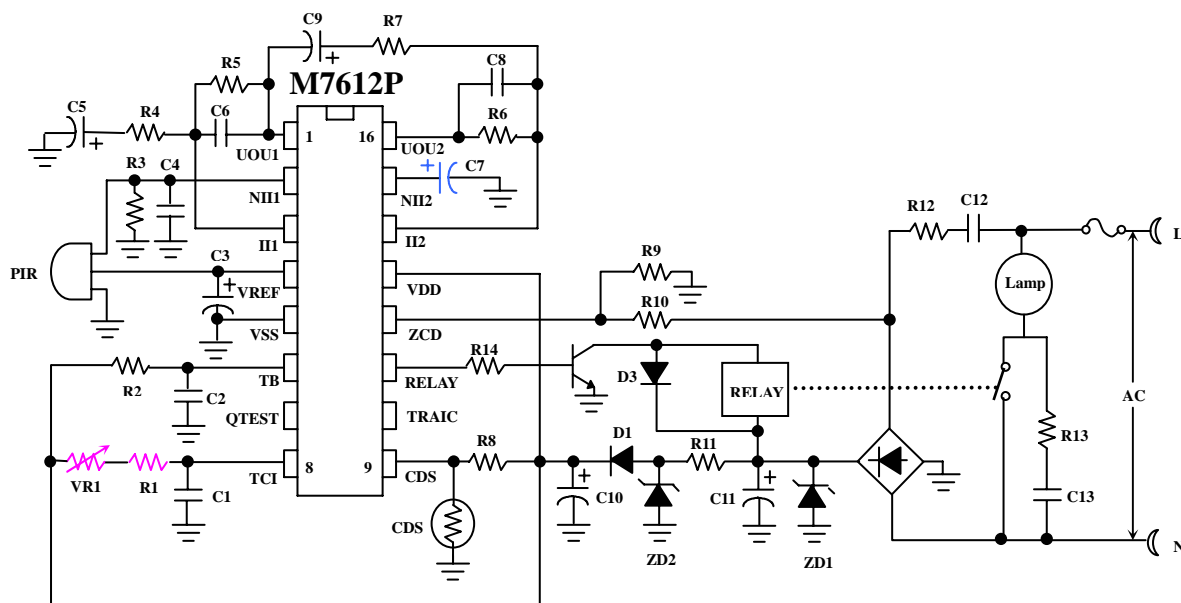 C9
R7
R5
M7612P
C8
C5
R4
C6
R6
1
16
UOU1
UOU2
R3
C4
+
C7
NII1
NII2
II1
II2
PIR
C3
+
VREF
VDD
VSS
ZCD
R9
R10
R12
C12
L
Lamp
R2
C2
TB
RELAY
R14
D3
RELAY
AC
QTEST
TRAIC
VR1
R1
C1
8
9
TCI
CDS
R8
D1
R11
R13
CDS
+
C10
ZD2
C11
+
ZD1
C13
N
+
+